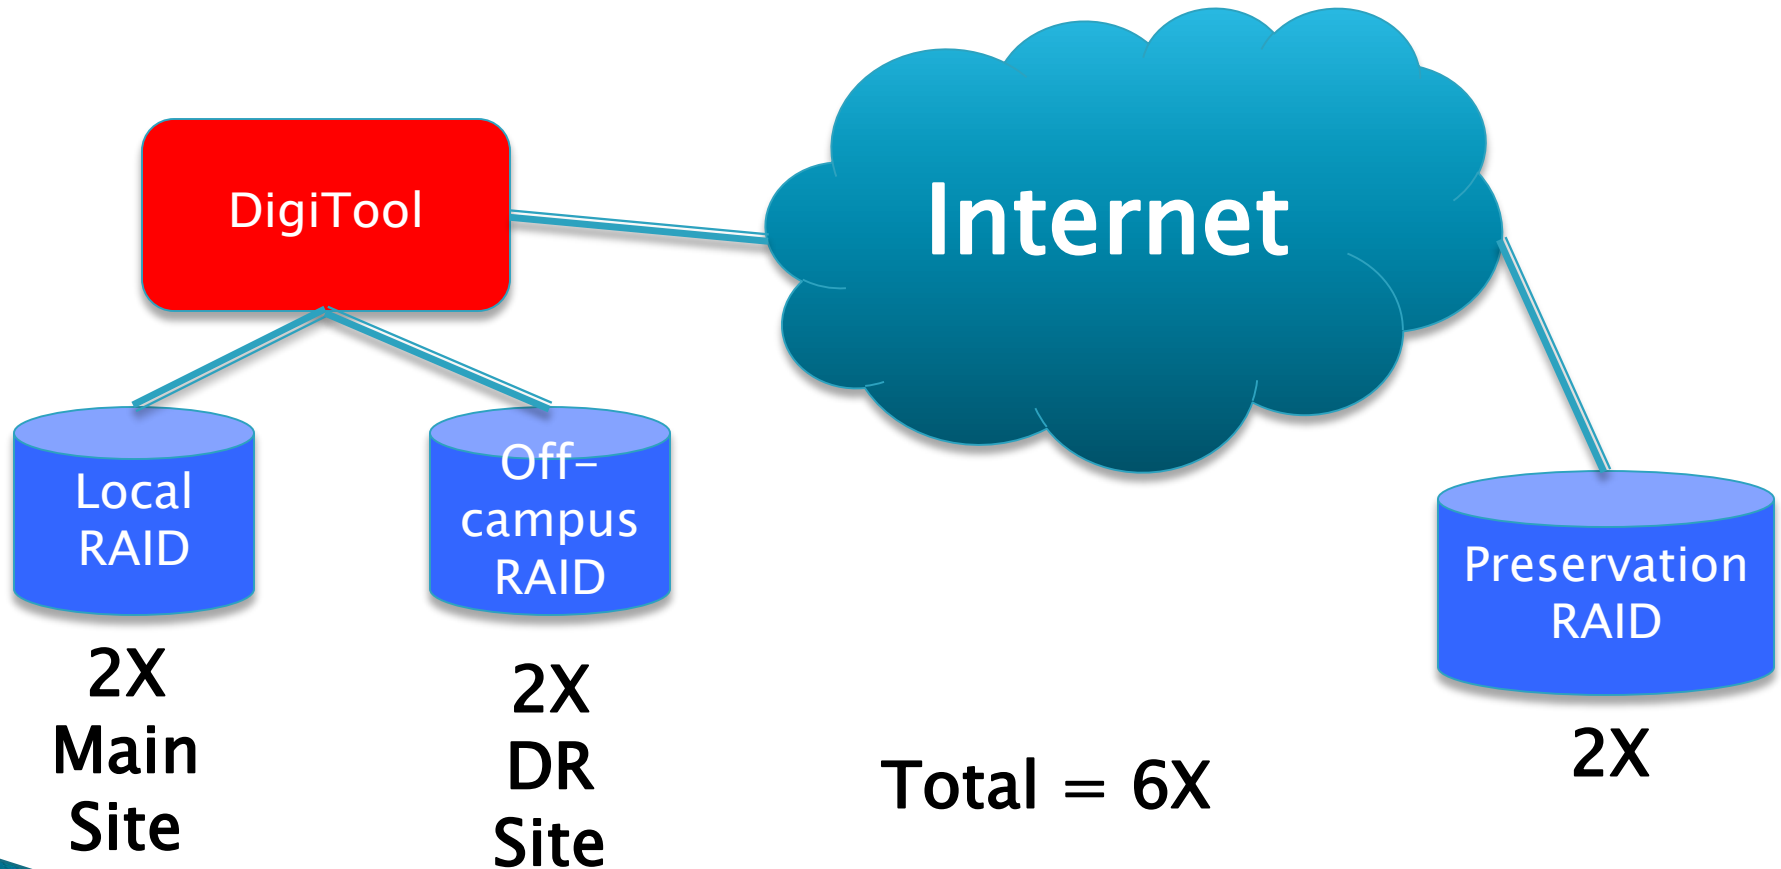 DigiTool
Internet
Local
RAID
Off-
campus
RAID
Preservation
RAID
2X
Main
Site
2X
DR
Site
Total = 6X
2X